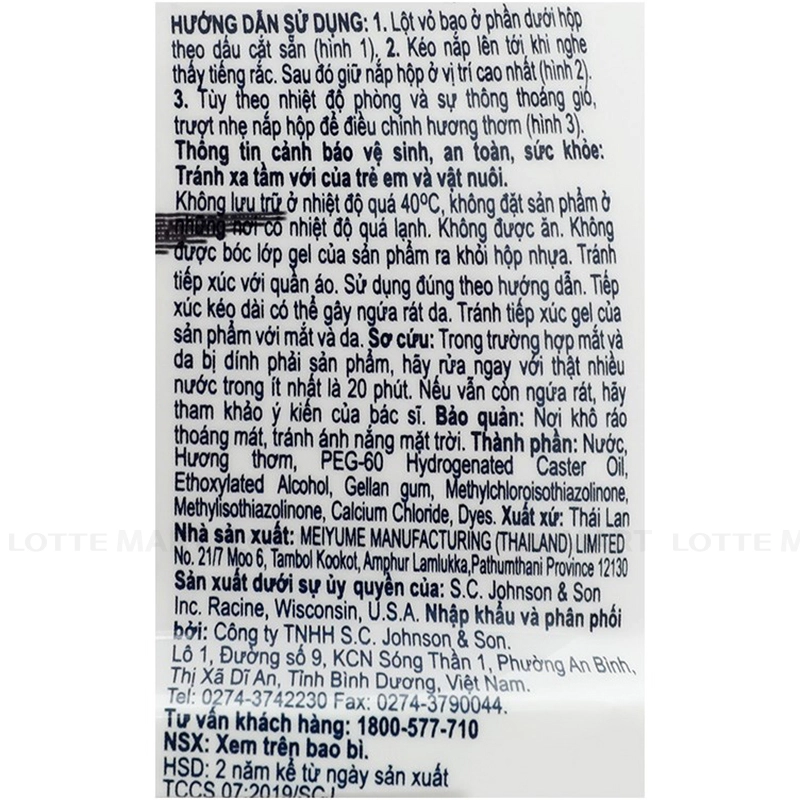 HƯỚNG DẪN SỬ DỤNG: 1. Lột vỏ bao ở phần dưới hộp
theo dấu cắt sẵn (hình 1), 2. Kéo nắp lên tới khi nghe
thấy tiếng rắc. Sau đó giữ nắp hộp ở vị trí cao nhất (hình 2).
3. Tùy theo nhiệt độ phòng và sự thông thoáng gió,
trượt nhẹ nắp hộp để điều chỉnh hương thơm (hình 3).
Thông tin cảnh báo vệ sinh, an toàn, sức khỏe:
Tránh xa tầm với của trẻ em và vật nuôi.
Không lưu trữ ở nhiệt độ quá 40ºC, không đặt sản phẩm ở
những nơi có nhiệt độ quá lạnh. Không được ăn. Không
được bóc lớp gel của sản phẩm ra khỏi hộp nhựa. Tránh
tiếp xúc với quần áo. Sử dụng đúng theo hướng dẫn. Tiếp
xúc kéo dài có thể gây ngứa rát da. Tránh tiếp xúc gel của
sản phẩm với mắt và da. Sơ cứu: Trong trường hợp mắt và
da bị dính phải sản phẩm, hãy rửa ngay với thật nhiều
nước trong ít nhất là 20 phút. Nếu vẫn còn ngứa rát, hãy
tham khảo ý kiến của bác sĩ. Bảo quản: Nơi khô ráo
thoáng mát, tránh ánh nắng mặt trời. Thành phần: Nước,
Hương thơm, PEG-60 Hydrogenated Caster Oil,
Ethoxylated Alcohol, Gellan gum, Methylchloroisothiazolinone,
Methylisothiazolinone, Calcium Chloride, Dyes. Xuất xứ: Thái Lan
Nhà sản xuất: MEIYUME MANUFACTURING (THAILAND) LIMITED
No. 21/7 Moo 6, Tambol Kookot, Amphur Lamlukka, Pathumthani Province 12130
Sản xuất dưới sự ủy quyền của: S.C. Johnson & Son
Inc. Racine, Wisconsin, U.S.A. Nhập khẩu và phân phối
bởi: Công ty TNHH S.C. Johnson & Son.
Lô 1, Đường số 9, KCN Sóng Thần 1, Phường An Bình,
Thị Xã Dĩ An, Tỉnh Bình Dương, Việt Nam.
Tel: 0274-3742230 Fax: 0274-3790044.
Tư vấn khách hàng: 1800-577-710
NSX: Xem trên bao bì.
HSD: 2 năm kể từ ngày sản xuất
TCCS 07:2019/SCJ
LOTTE MART
LOTTE MA